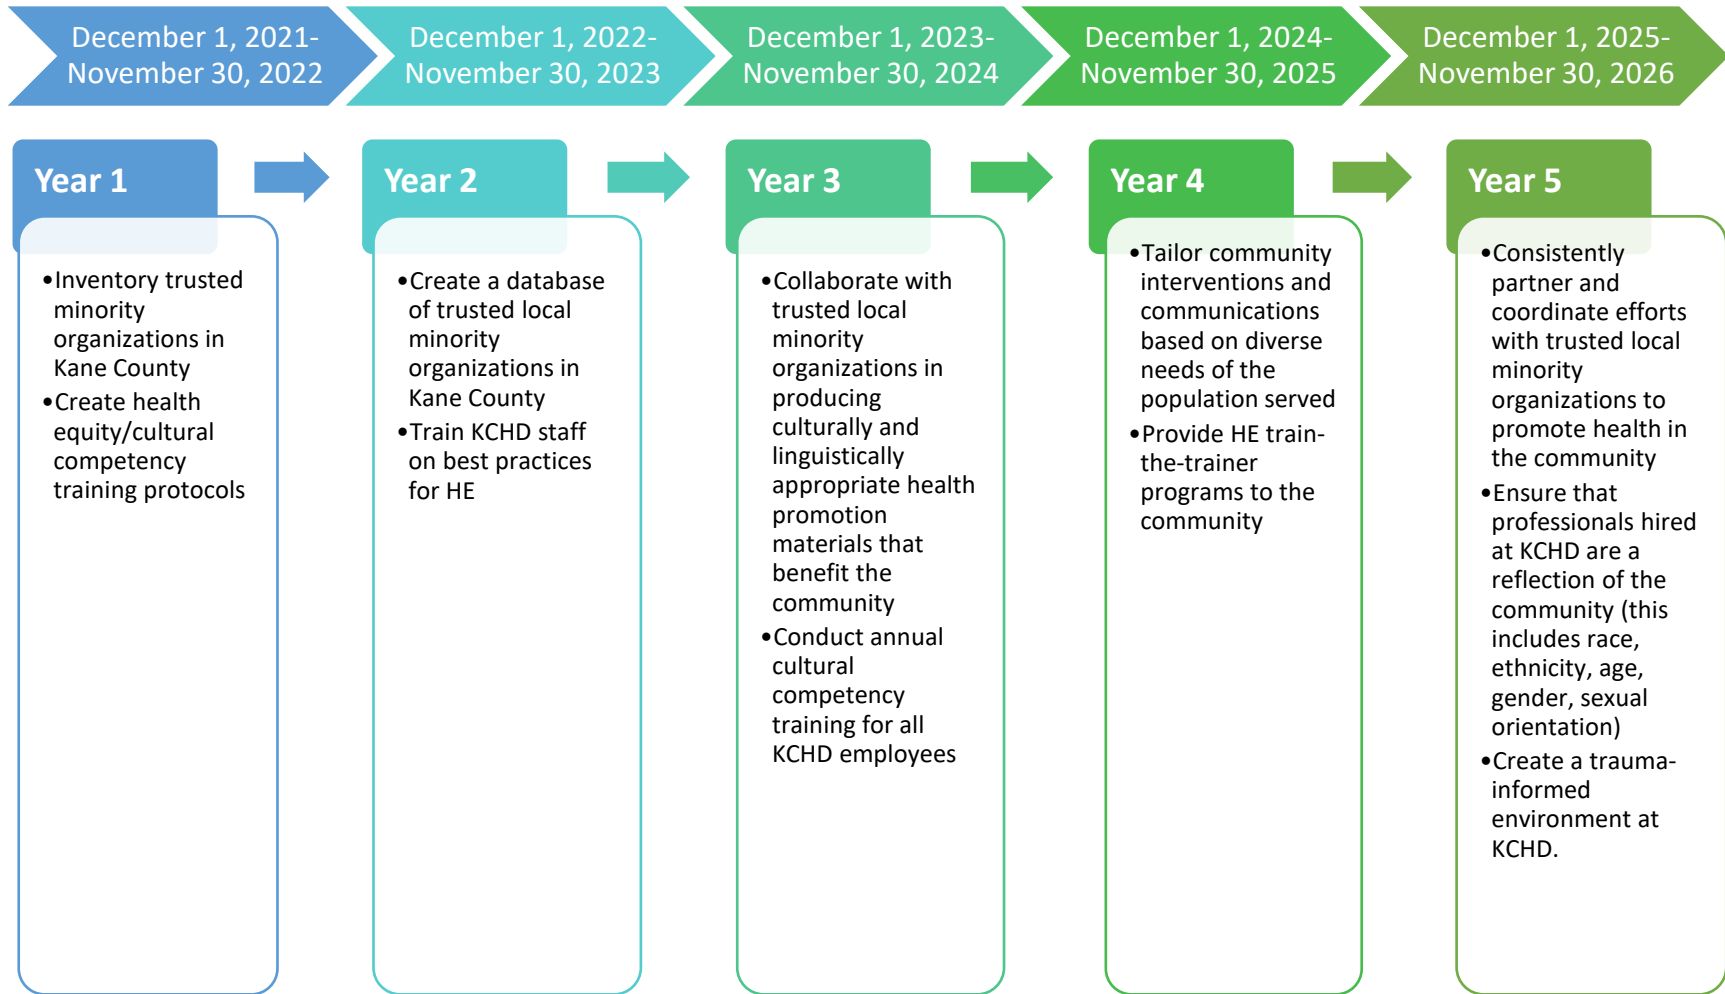 December 1, 2021-
November 30, 2022
December 1, 2022-
November 30, 2023
December 1, 2023-
November 30, 2024
December 1, 2024-
November 30, 2025
December 1, 2025-
November 30, 2026
Year 1
•Inventory trusted
minority
organizations in
Kane County
•Create health
equity/cultural
competency
training protocols
Year 2
•Create a database
of trusted local
minority
organizations in
Kane County
•Train KCHD staff
on best practices
for HE
Year 3
•Collaborate with
trusted local
minority
organizations in
producing
culturally and
linguistically
appropriate health
promotion
materials that
benefit the
community
•Conduct annual
cultural
competency
training for all
KCHD employees
Year 4
•Tailor community
interventions and
communications
based on diverse
needs of the
population served
•Provide HE train-
the-trainer
programs to the
community
Year 5
•Consistently
partner and
coordinate efforts
with trusted local
minority
organizations to
promote health in
the community
•Ensure that
professionals hired
at KCHD are a
reflection of the
community (this
includes race,
ethnicity, age,
gender, sexual
orientation)
•Create a trauma-
informed
environment at
KCHD.